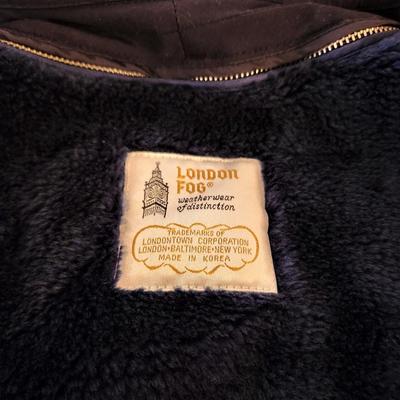 LONDON
FOG®
weatherwear
of distinction
TRADEMARKS OF
LONDONTOWN CORPORATION
LONDON•BALTIMORE•NEW YORK
MADE IN KOREA